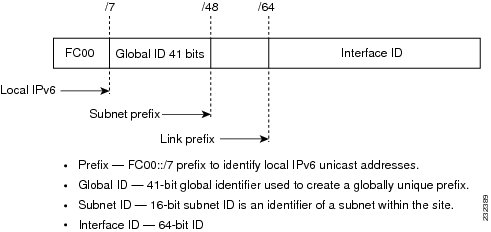 /7 /48 /64
FC00 Global ID 41 bits Interface ID
Local IPv6
Subnet prefix
Link prefix
• Prefix — FC00::/7 prefix to identify local IPv6 unicast addresses.
• Global ID — 41-bit global identifier used to create a globally unique prefix.
• Subnet ID — 16-bit subnet ID is an identifier of a subnet within the site.
• Interface ID — 64-bit ID
232389